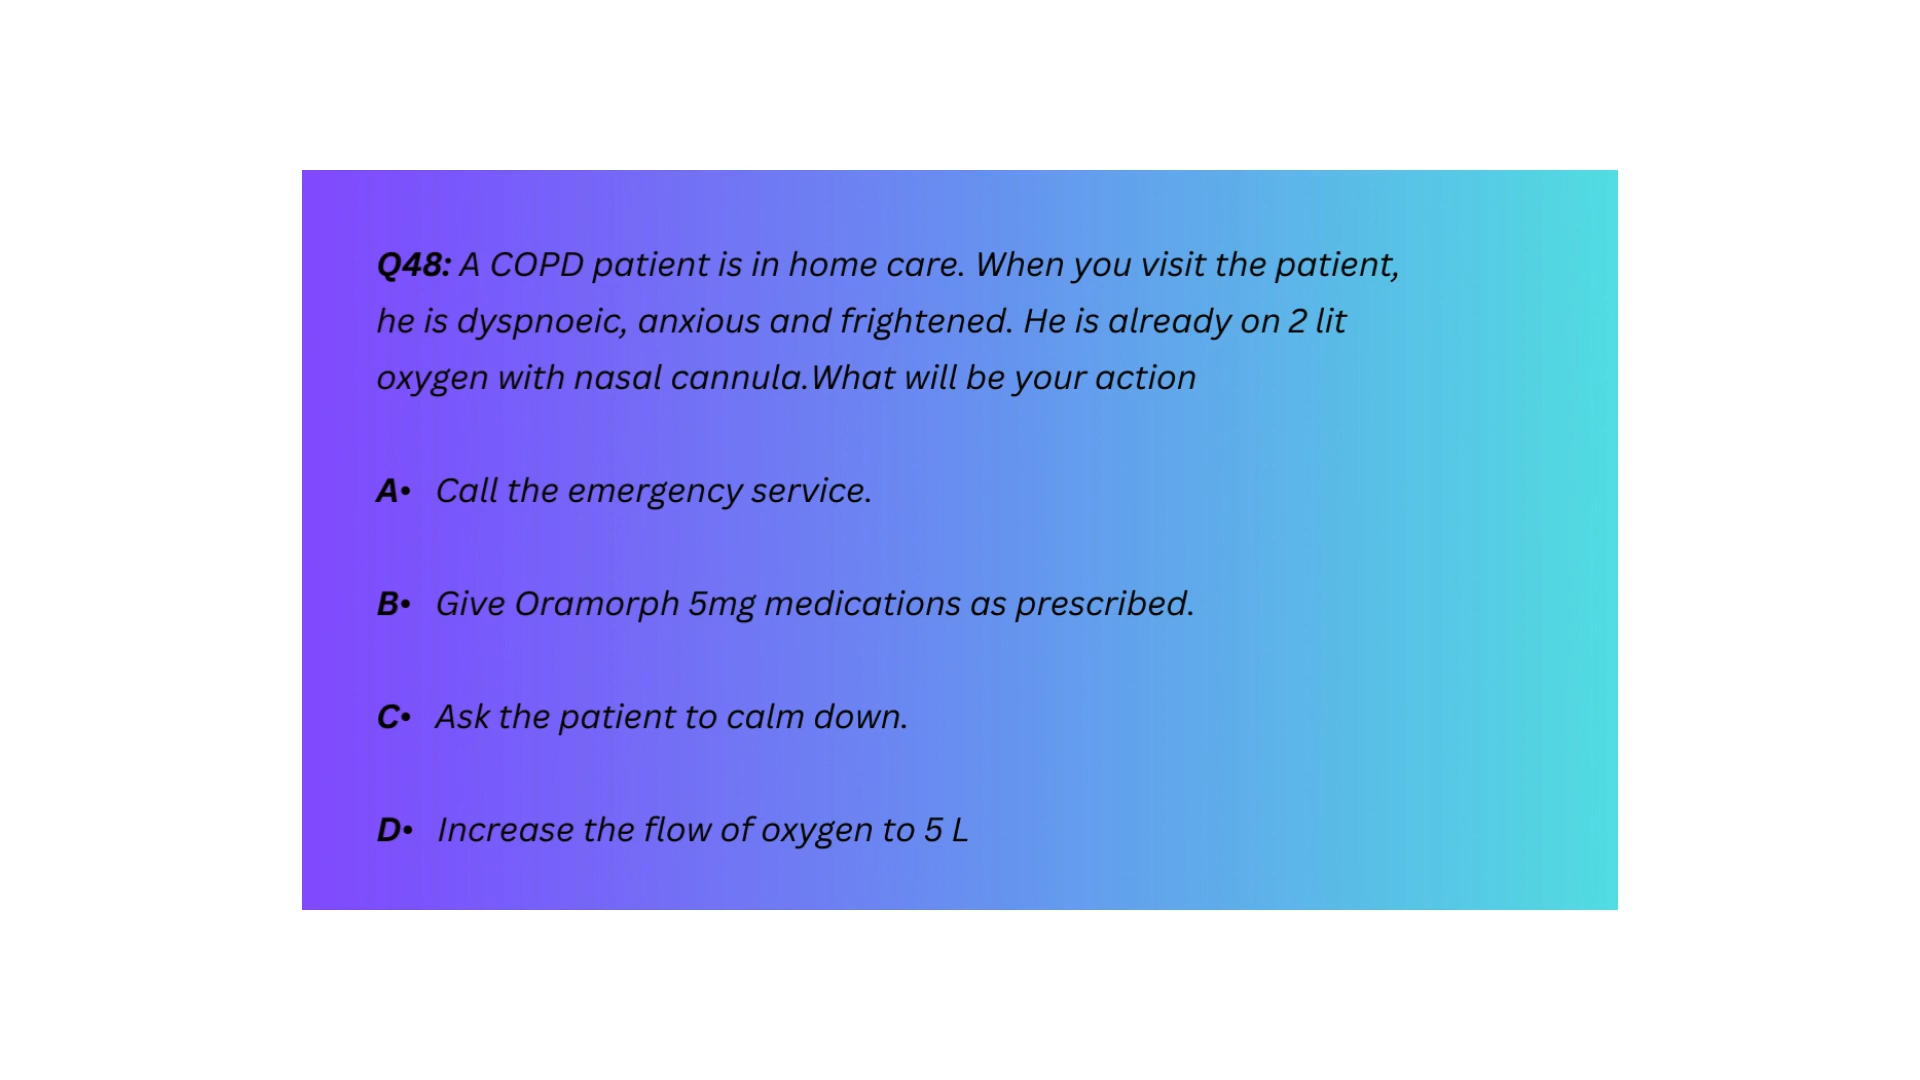 Q48: A COPD patient is in home care. When you visit the patient,
he is dyspnoeic, anxious and frightened. He is already on 2 lit
oxygen with nasal cannula.What will be your action
A• Call the emergency service.
B• Give Oramorph 5mg medications as prescribed.
C• Ask the patient to calm down.
D• Increase the flow of oxygen to 5 L